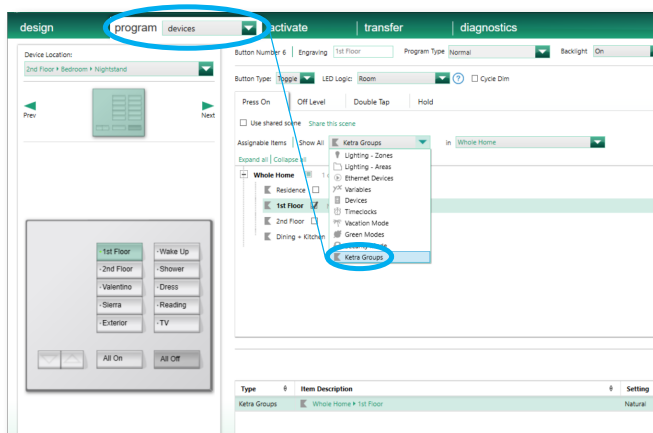 design program devices activate transfer diagnostics
Device Location:
2nd Floor ▸ Bedroom ▸ Nightstand
Prev Next
Button Number 6 | Engraving 1st Floor Program Type Normal Backlight On
Button Type: Toggle LED Logic: Room ? Cycle Dim
Press On Off Level Double Tap Hold
Use shared scene Share this scene
Assignable Items Show All Ketra Groups in Whole Home
Expand all | Collapse all
Lighting - Zones
Lighting - Areas
Whole Home 1
Ethernet Devices
Residence
Variables
1st Floor
Devices
Timeclocks
2nd Floor
Vacation Mode
Dining + Kitchen
Green Modes
Ketra Groups
1st Floor - Wake Up
- 2nd Floor - Shower
- Valentino - Dress
- Sierra - Reading
- Exterior - TV
All On All Off
Type Item Description Setting
Ketra Groups Whole Home ▸ 1st Floor Natural